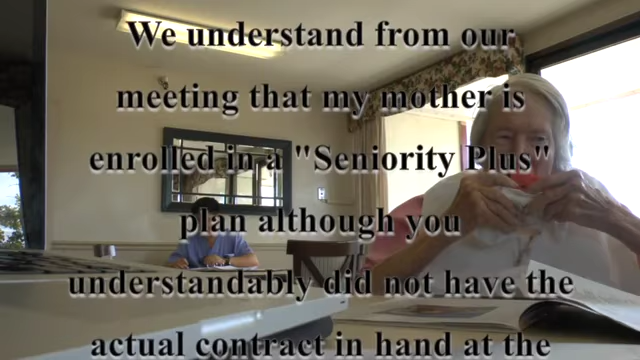 We understand from our
meeting that my mother is
enrolled in a "Seniority Plus"
plan although you
understandably did not have the
actual contract in hand at the